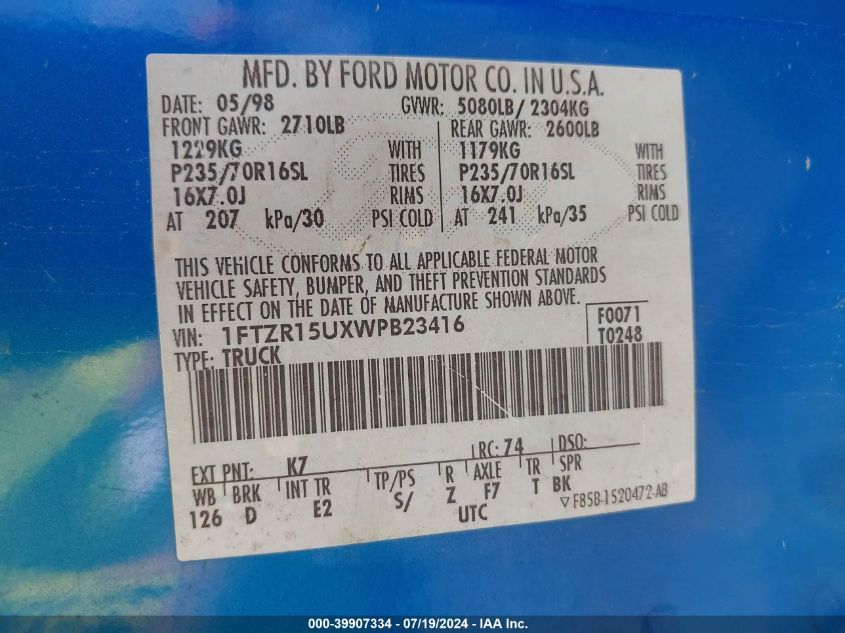 MFD. BY FORD MOTOR CO. IN U.S.A.
DATE: 05/98 GVWR: 5080LB/ 2304KG
FRONT GAWR: 2710LB REAR GAWR: 2600LB
1229KG WITH 1179KG WITH
P235/70R16SL TIRES P235/70R16SL TIRES
16X7.0J RIMS 16X7.0J RIMS
AT 207 kPa/30 PSI COLD AT 241 kPa/35 PSI COLD
THIS VEHICLE CONFORMS TO ALL APPLICABLE FEDERAL MOTOR
VEHICLE SAFETY, BUMPER, AND THEFT PREVENTION STANDARDS
IN EFFECT ON THE DATE OF MANUFACTURE SHOWN ABOVE.
VIN: 1FTZR15UXWPB23416 F0071
TYPE: TRUCK T0248
EXT PNT: K7 RC: 74 DSO:
WB BRK INT TR TP/PS R AXLE TR SPR
126 D E2 S/ Z F7 T BK
UTC ▽F85B-1520472-AB
000-39907334 - 07/19/2024 - IAA Inc.